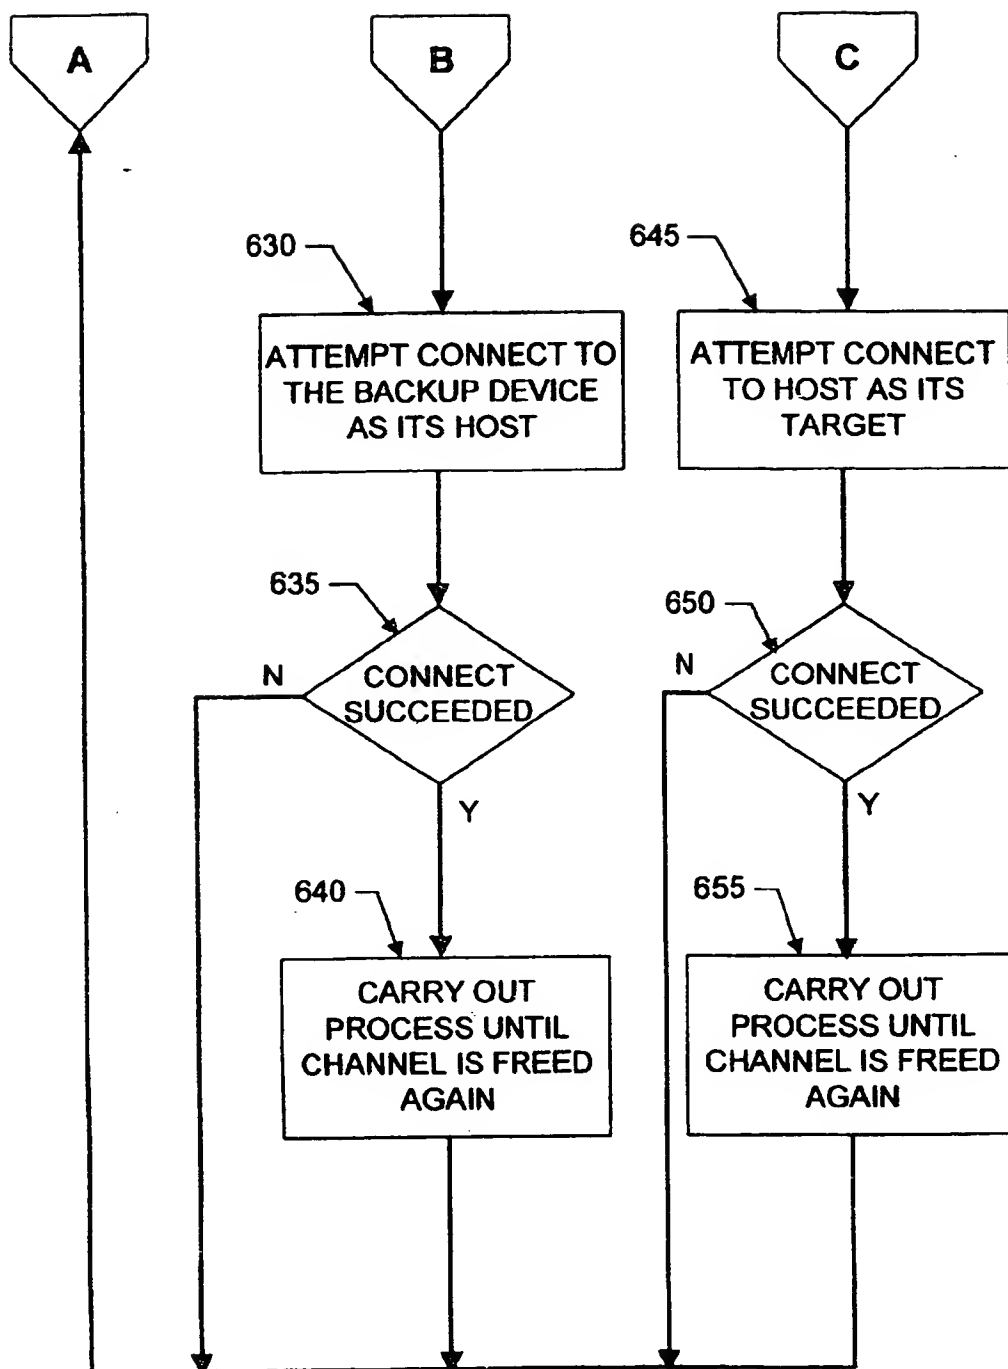 A
B
C
630
645
ATTEMPT CONNECT TO
THE BACKUP DEVICE
AS ITS HOST
ATTEMPT CONNECT
TO HOST AS ITS
TARGET
635
650
N
CONNECT
SUCCEEDED
N
CONNECT
SUCCEEDED
Y
Y
640
655
CARRY OUT
PROCESS UNTIL
CHANNEL IS FREED
AGAIN
CARRY OUT
PROCESS UNTIL
CHANNEL IS FREED
AGAIN